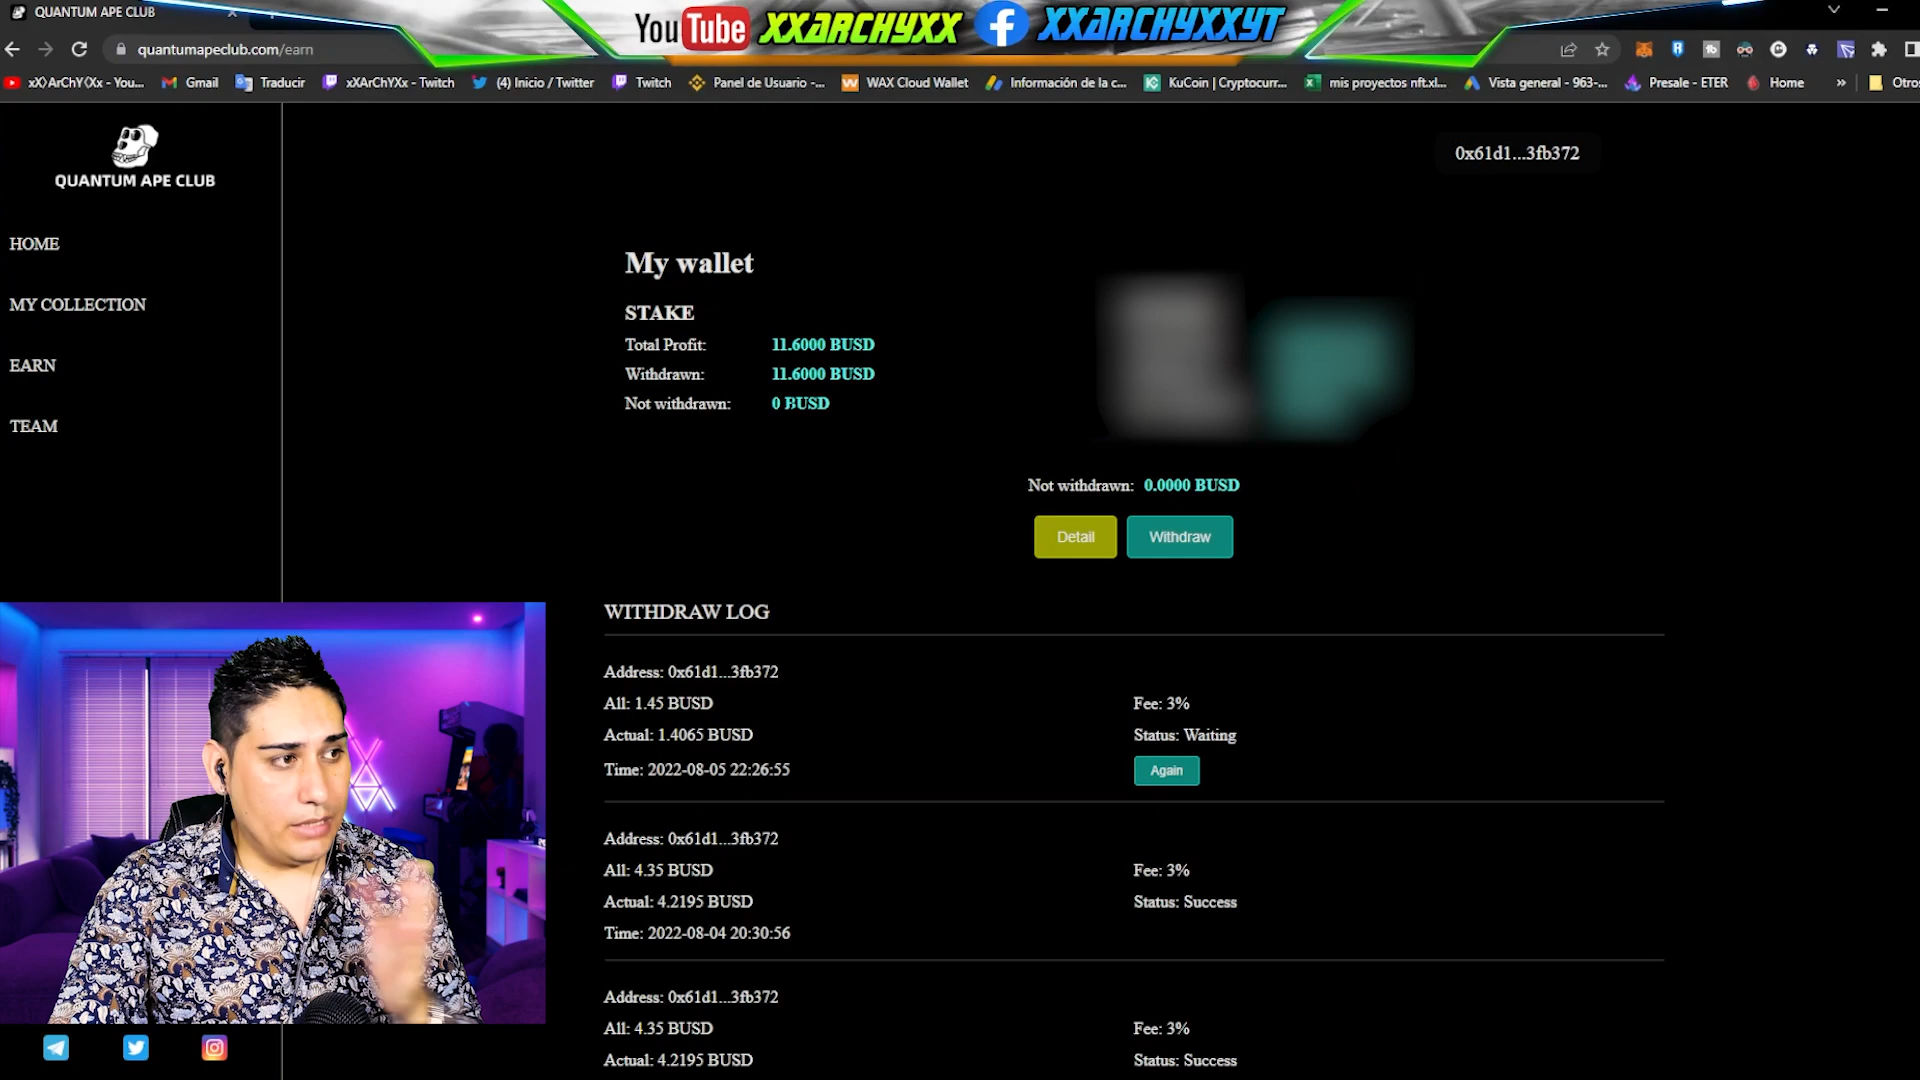 QUANTUM APE CLUB
YouTube XXARCHYXX XXARCHYXXYT
quantumapeclub.com/earn
xX)ArChY(Xx - You...
Gmail
Traducir
xXArChYXx - Twitch
(4) Inicio / Twitter
Twitch
Panel de Usuario -...
WAX Cloud Wallet
Información de la c...
KuCoin | Cryptocurr...
mis proyectos nft.xl...
Vista general - 963-...
Presale - ETER
Home
»
Otros
QUANTUM APE CLUB
HOME
MY COLLECTION
EARN
TEAM
0x61d1...3fb372
My wallet
STAKE
Total Profit: 11.6000 BUSD
Withdrawn: 11.6000 BUSD
Not withdrawn: 0 BUSD
Not withdrawn: 0.0000 BUSD
Detail
Withdraw
WITHDRAW LOG
Address: 0x61d1...3fb372
All: 1.45 BUSD
Fee: 3%
Actual: 1.4065 BUSD
Status: Waiting
Time: 2022-08-05 22:26:55
Again
Address: 0x61d1...3fb372
All: 4.35 BUSD
Fee: 3%
Actual: 4.2195 BUSD
Status: Success
Time: 2022-08-04 20:30:56
Address: 0x61d1...3fb372
All: 4.35 BUSD
Fee: 3%
Actual: 4.2195 BUSD
Status: Success